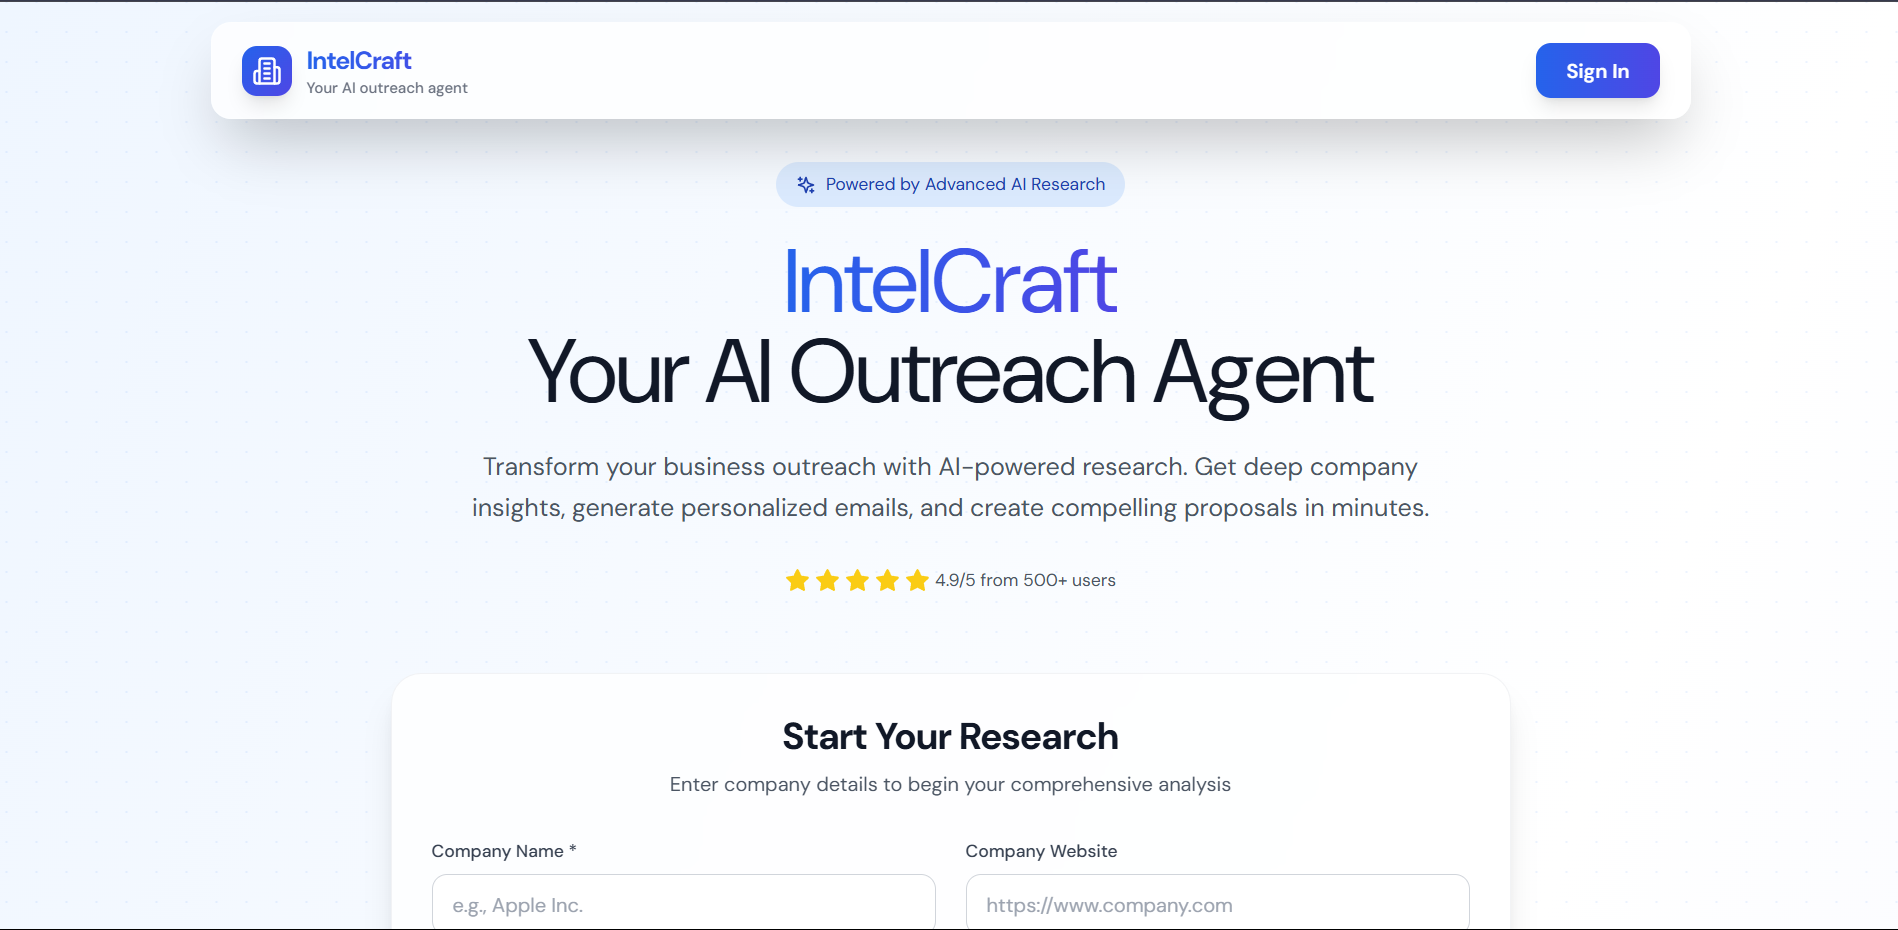 IntelCraft
Your AI outreach agent
Sign In
Powered by Advanced AI Research
IntelCraft
Your AI Outreach Agent
Transform your business outreach with AI-powered research. Get deep company
insights, generate personalized emails, and create compelling proposals in minutes.
4.9/5 from 500+ users
Start Your Research
Enter company details to begin your comprehensive analysis
Company Name *
Company Website
e.g., Apple Inc.
https://www.company.com